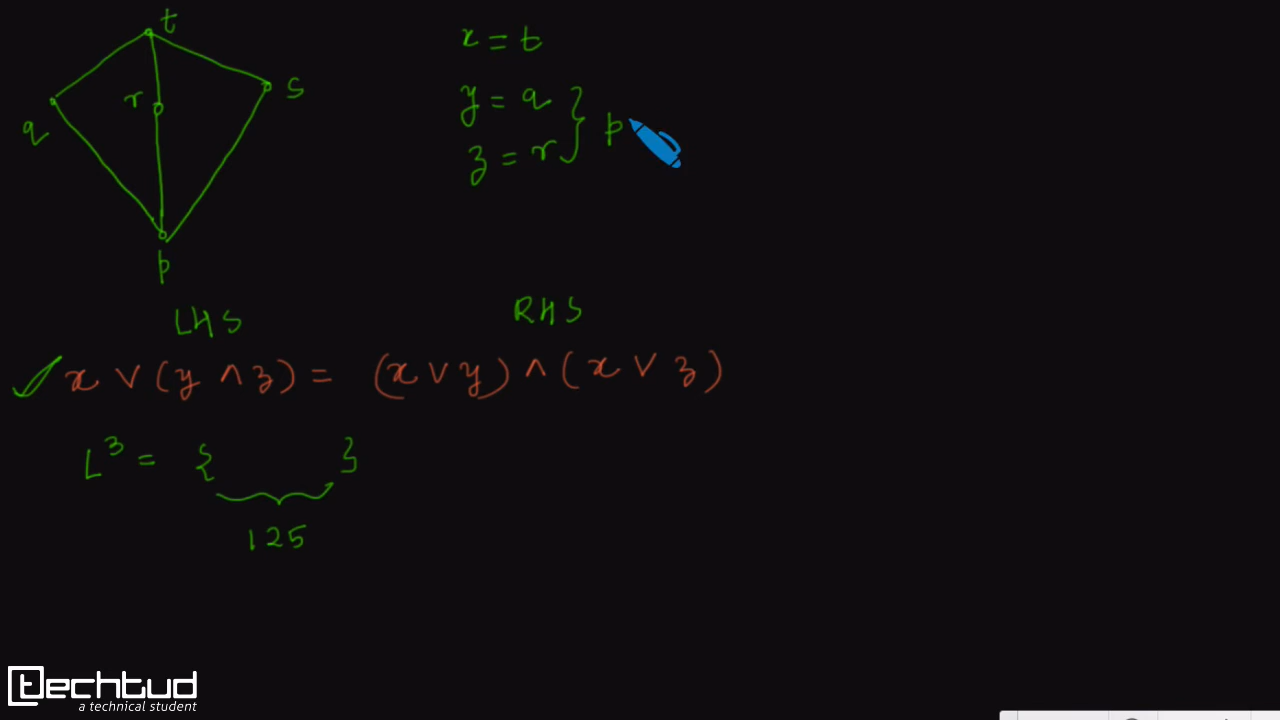 t
q r s
p
x = t
y = q
z = r } p
LHS RHS
x ∨ (y ∧ z) = (x ∨ y) ∧ (x ∨ z)
L³ = { }
125
techtud
a technical student